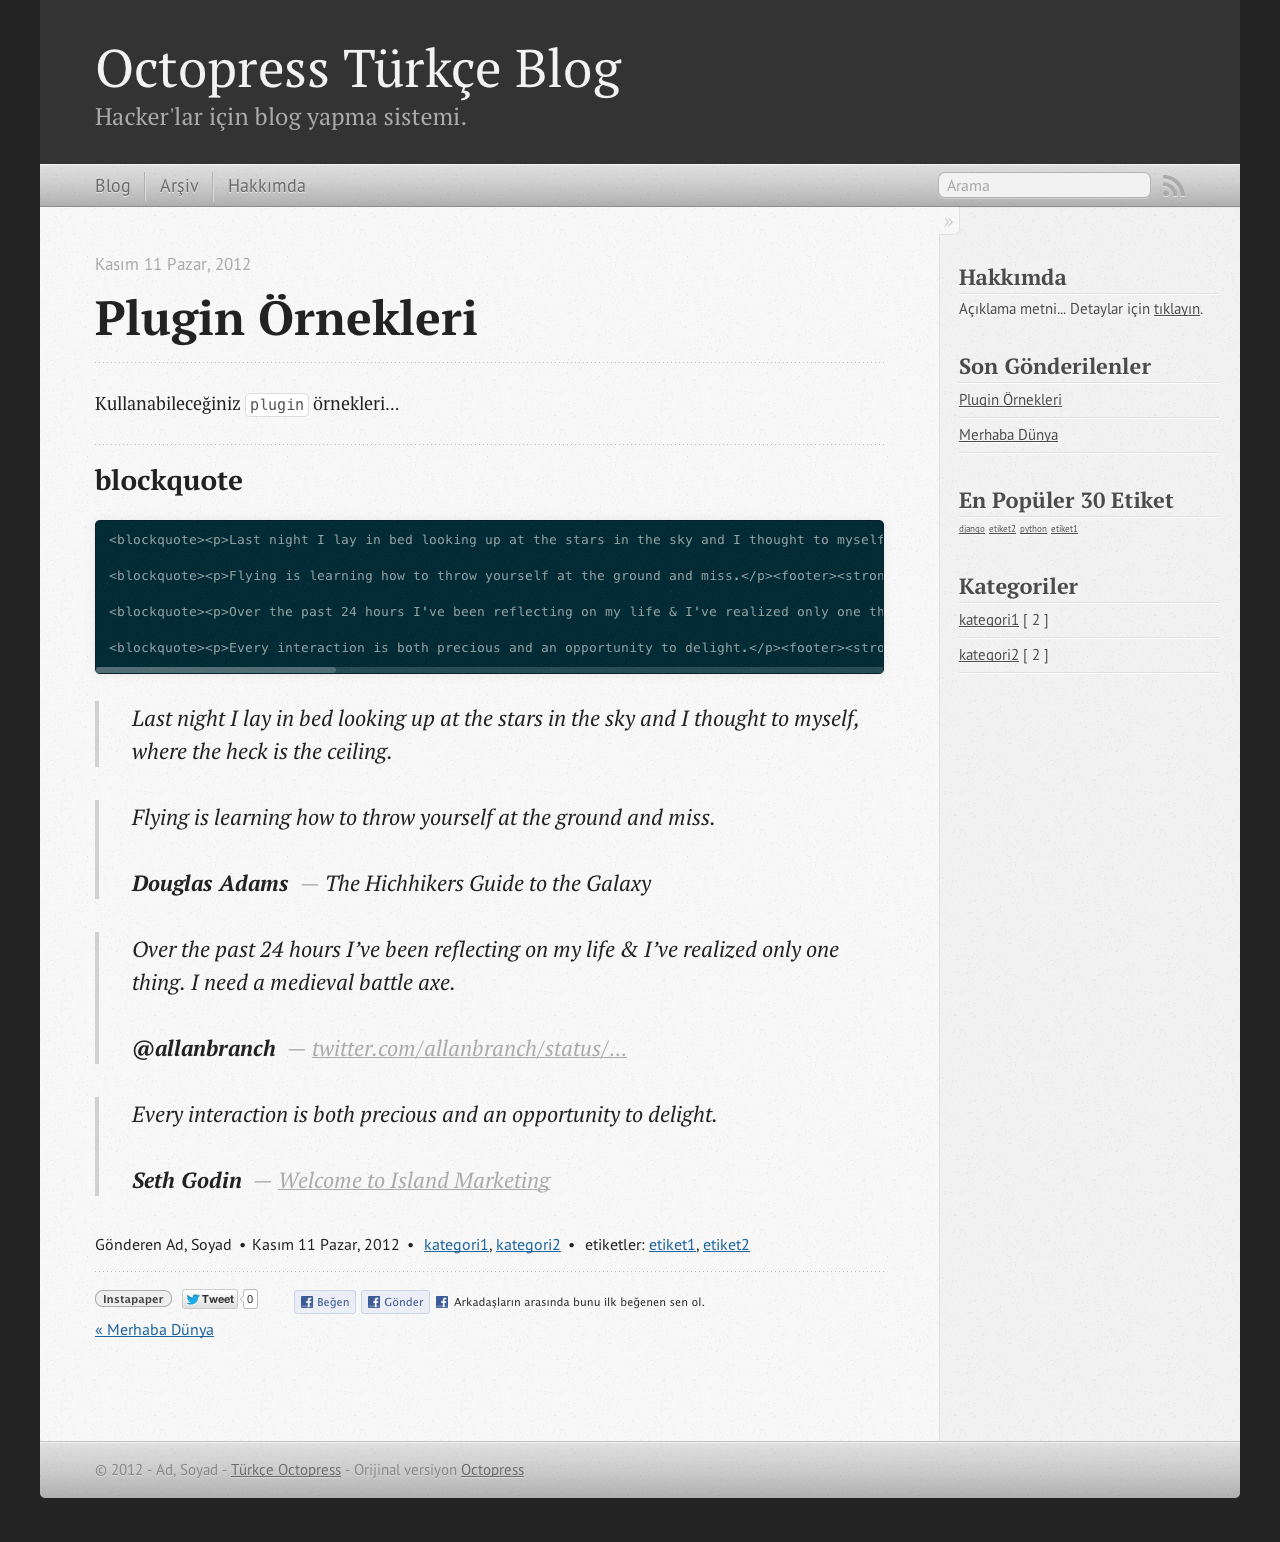 Octopress Türkçe Blog
Hacker'lar için blog yapma sistemi.
Blog
Arşiv
Hakkımda
Arama
»
Kasım 11 Pazar, 2012
Plugin Örnekleri
Kullanabileceğiniz plugin örnekleri…
blockquote
<blockquote><p>Last night I lay in bed looking up at the stars in the sky and I thought to myself
<blockquote><p>Flying is learning how to throw yourself at the ground and miss.</p><footer><stron
<blockquote><p>Over the past 24 hours I've been reflecting on my life & I've realized only one th
<blockquote><p>Every interaction is both precious and an opportunity to delight.</p><footer><stro
Last night I lay in bed looking up at the stars in the sky and I thought to myself,
where the heck is the ceiling.
Flying is learning how to throw yourself at the ground and miss.
Douglas Adams — The Hichhikers Guide to the Galaxy
Over the past 24 hours I’ve been reflecting on my life & I’ve realized only one
thing. I need a medieval battle axe.
@allanbranch — twitter.com/allanbranch/status/…
Every interaction is both precious and an opportunity to delight.
Seth Godin — Welcome to Island Marketing
Gönderen Ad, Soyad • Kasım 11 Pazar, 2012 • kategori1, kategori2 • etiketler: etiket1, etiket2
Instapaper Tweet 0 Beğen Gönder Arkadaşların arasında bunu ilk beğenen sen ol.
« Merhaba Dünya
Hakkımda
Açıklama metni... Detaylar için tıklayın.
Son Gönderilenler
Plugin Örnekleri
Merhaba Dünya
En Popüler 30 Etiket
django etiket2 python etiket1
Kategoriler
kategori1 [ 2 ]
kategori2 [ 2 ]
© 2012 - Ad, Soyad - Türkçe Octopress - Orijinal versiyon Octopress